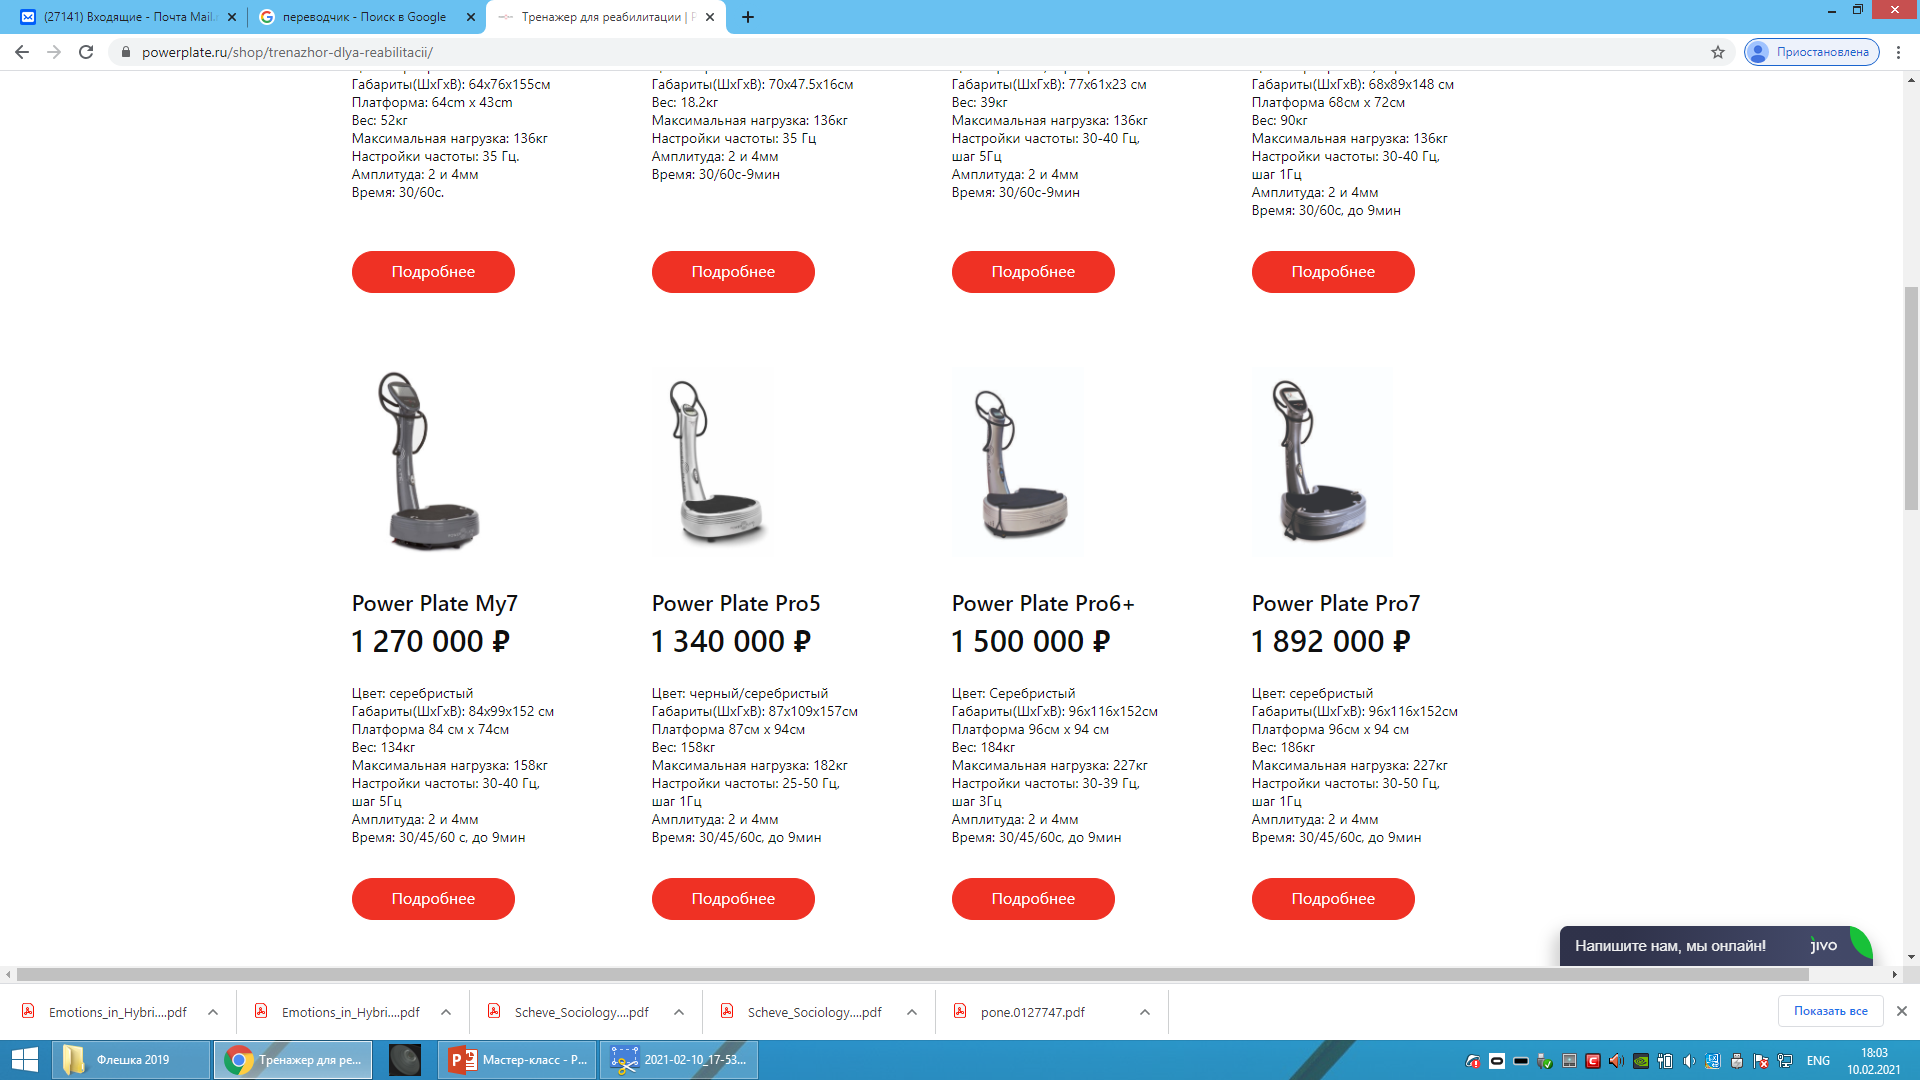 (27141) Входящие - Почта Mail.
переводчик - Поиск в Google
Тренажер для реабилитации |
powerplate.ru/shop/trenazhor-dlya-reabilitacii/
Приостановлена
Габариты(ШхГхВ): 64х76х155см
Платформа: 64cm x 43cm
Вес: 52кг
Максимальная нагрузка: 136кг
Настройки частоты: 35 Гц.
Амплитуда: 2 и 4мм
Время: 30/60с.
Подробнее
Габариты(ШхГхВ): 70х47.5х16см
Вес: 18.2кг
Максимальная нагрузка: 136кг
Настройки частоты: 35 Гц
Амплитуда: 2 и 4мм
Время: 30/60с-9мин
Подробнее
Габариты(ШхГхВ): 77х61х23 см
Вес: 39кг
Максимальная нагрузка: 136кг
Настройки частоты: 30-40 Гц,
шаг 5Гц
Амплитуда: 2 и 4мм
Время: 30/60с-9мин
Подробнее
Габариты(ШхГхВ): 68х89х148 см
Платформа 68см х 72см
Вес: 90кг
Максимальная нагрузка: 136кг
Настройки частоты: 30-40 Гц,
шаг 1Гц
Амплитуда: 2 и 4мм
Время: 30/60с, до 9мин
Подробнее
Power Plate My7
1 270 000 ₽
Цвет: серебристый
Габариты(ШхГхВ): 84х99х152 см
Платформа 84 см х 74см
Вес: 134кг
Максимальная нагрузка: 158кг
Настройки частоты: 30-40 Гц,
шаг 5Гц
Амплитуда: 2 и 4мм
Время: 30/45/60 с, до 9мин
Подробнее
Power Plate Pro5
1 340 000 ₽
Цвет: черный/серебристый
Габариты(ШхГхВ): 87х109х157см
Платформа 87см х 94см
Вес: 158кг
Максимальная нагрузка: 182кг
Настройки частоты: 25-50 Гц,
шаг 1Гц
Амплитуда: 2 и 4мм
Время: 30/45/60с, до 9мин
Подробнее
Power Plate Pro6+
1 500 000 ₽
Цвет: Серебристый
Габариты(ШхГхВ): 96х116х152см
Платформа 96см х 94 см
Вес: 184кг
Максимальная нагрузка: 227кг
Настройки частоты: 30-39 Гц,
шаг 3Гц
Амплитуда: 2 и 4мм
Время: 30/45/60с, до 9мин
Подробнее
Power Plate Pro7
1 892 000 ₽
Цвет: серебристый
Габариты(ШхГхВ): 96х116х152см
Платформа 96см х 94 см
Вес: 186кг
Максимальная нагрузка: 227кг
Настройки частоты: 30-50 Гц,
шаг 1Гц
Амплитуда: 2 и 4мм
Время: 30/45/60с, до 9мин
Подробнее
Напишите нам, мы онлайн! jivo
Emotions_in_Hybri....pdf
Emotions_in_Hybri....pdf
Scheve_Sociology....pdf
Scheve_Sociology....pdf
pone.0127747.pdf
Показать все
Флешка 2019
Тренажер для ре...
Мастер-класс - P...
2021-02-10_17-53...
ENG
18:03
10.02.2021